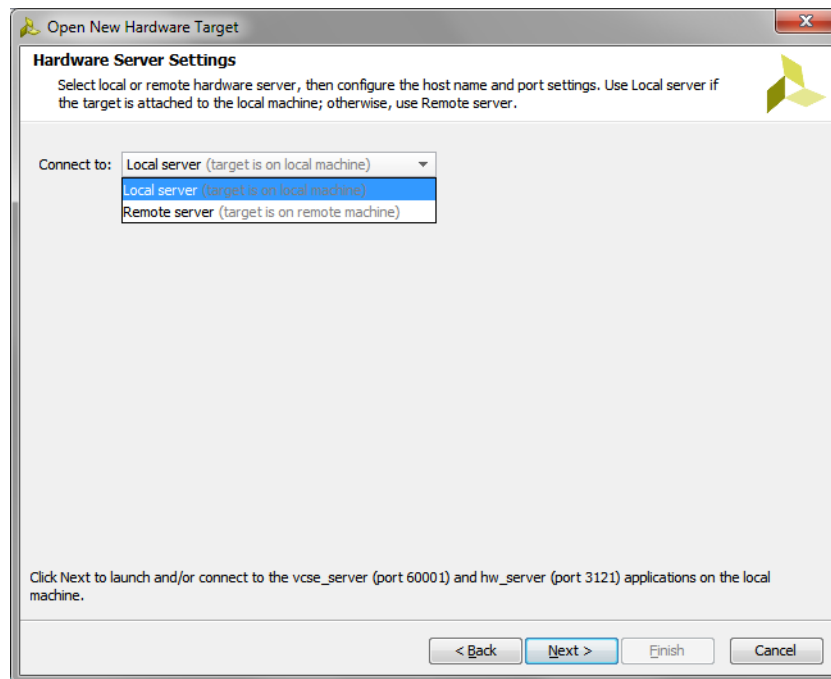 Open New Hardware Target
Hardware Server Settings
Select local or remote hardware server, then configure the host name and port settings. Use Local server if
the target is attached to the local machine; otherwise, use Remote server.
Connect to: Local server (target is on local machine)
Local server (target is on local machine)
Remote server (target is on remote machine)
Click Next to launch and/or connect to the vcse_server (port 60001) and hw_server (port 3121) applications on the local
machine.
< Back Next > Finish Cancel